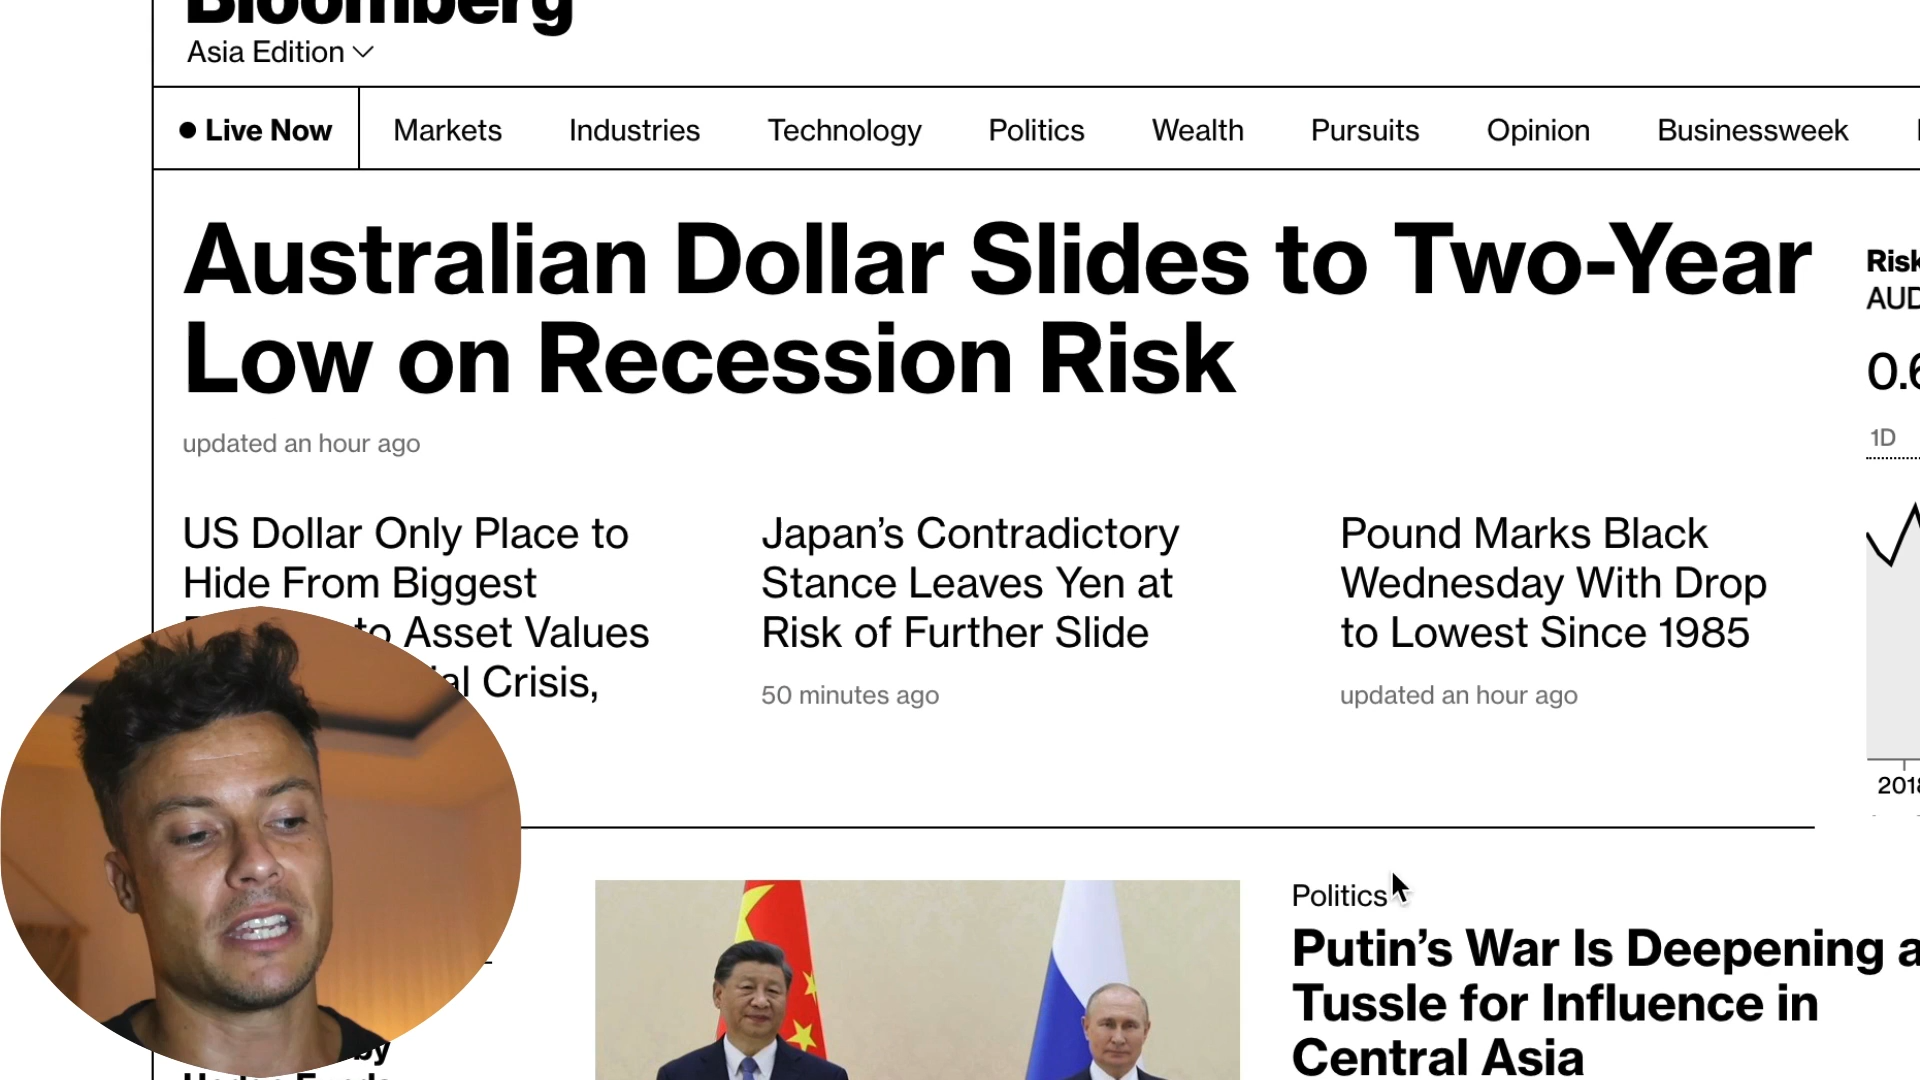 Bloomberg
Asia Edition
Live Now
Markets
Industries
Technology
Politics
Wealth
Pursuits
Opinion
Businessweek
Australian Dollar Slides to Two-Year
Low on Recession Risk
updated an hour ago
Risk
AUD
1D
US Dollar Only Place to
Hide From Biggest
to Asset Values
Crisis,
Japan’s Contradictory
Stance Leaves Yen at
Risk of Further Slide
50 minutes ago
Pound Marks Black
Wednesday With Drop
to Lowest Since 1985
updated an hour ago
Politics
Putin’s War Is Deepening a
Tussle for Influence in
Central Asia
by